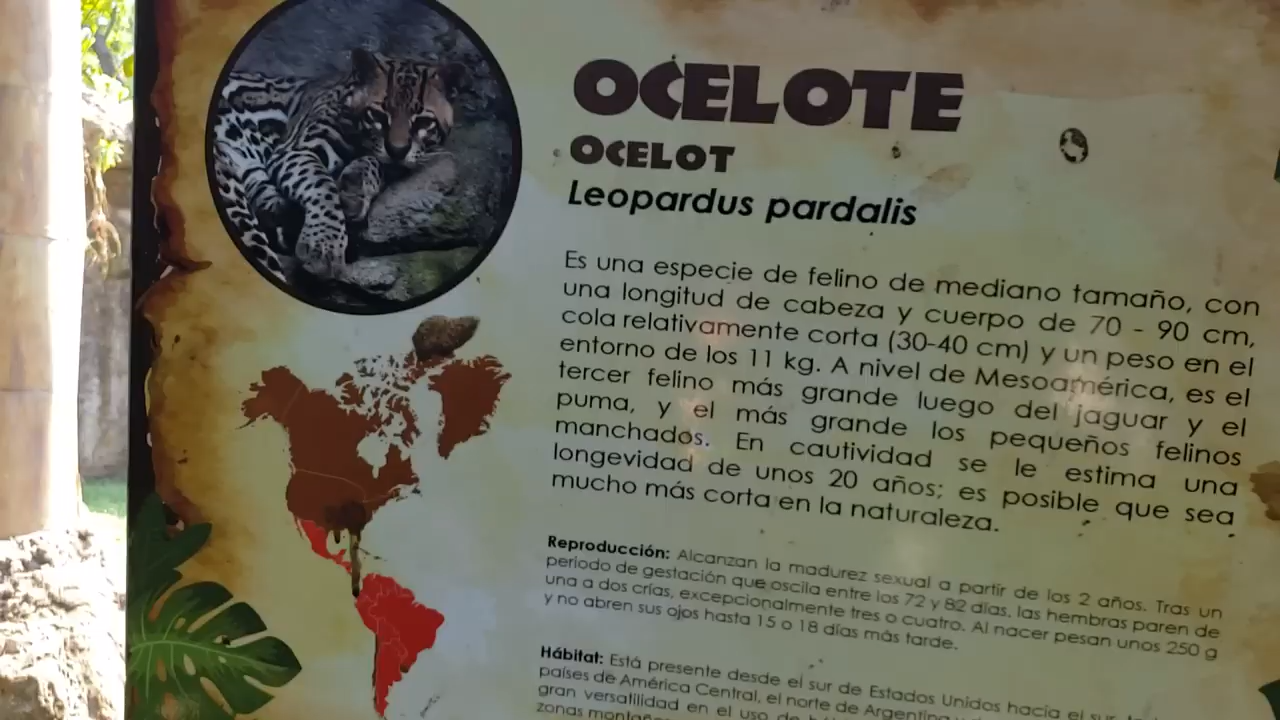 OCELOTE
OCELOT
Leopardus pardalis
Es una especie de felino de mediano tamaño, con
una longitud de cabeza y cuerpo de 70 - 90 cm,
cola relativamente corta (30-40 cm) y un peso en el
entorno de los 11 kg. A nivel de Mesoamérica, es el
tercer felino más grande luego del jaguar y el
puma, y el más grande los pequeños felinos
manchados. En cautividad se le estima una
longevidad de unos 20 años; es posible que sea
mucho más corta en la naturaleza.
Reproducción: Alcanzan la madurez sexual a partir de los 2 años. Tras un
periodo de gestación que oscila entre los 72 y 82 días, las hembras paren de
una a dos crías, excepcionalmente tres o cuatro. Al nacer pesan unos 250 g
y no abren sus ojos hasta 15 o 18 días más tarde.
Hábitat: Está presente desde el sur de Estados Unidos hacia el sur,
países de América Central, el norte de Argentina
gran versatilidad en el uso de
zonas